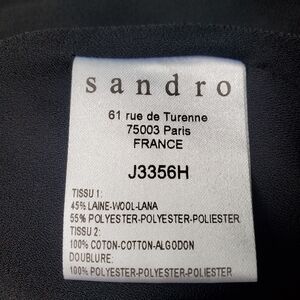 sandro
61 rue de Turenne
75003 Paris
FRANCE
J3356H
TISSU 1:
45% LAINE-WOOL-LANA
55% POLYESTER-POLYESTER-POLIESTER
TISSU 2:
100% COTON-COTTON-ALGODON
DOUBLURE:
100% POLYESTER-POLYESTER-POLIESTER